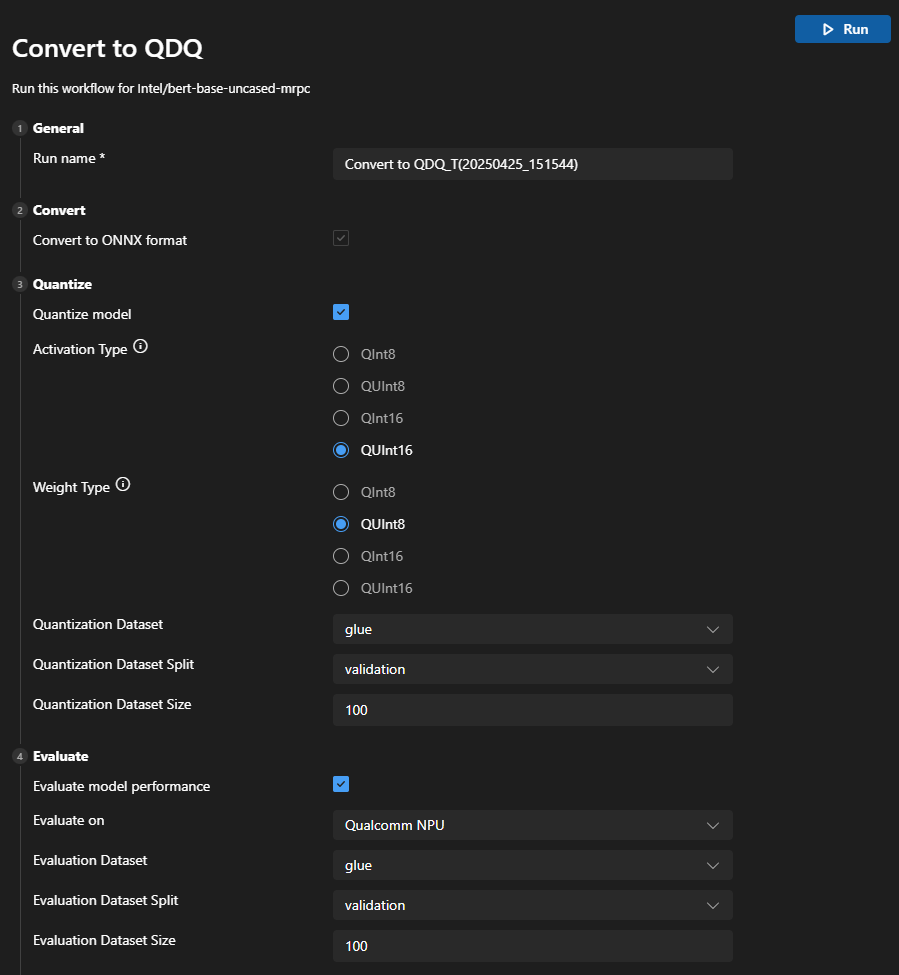 Run
Convert to QDQ
Run this workflow for Intel/bert-base-uncased-mrpc
1 General
Run name * Convert to QDQ_T(20250425_151544)
2 Convert
Convert to ONNX format
3 Quantize
Quantize model
Activation Type
QInt8
QUInt8
QInt16
QUInt16
Weight Type
QInt8
QUInt8
QInt16
QUInt16
Quantization Dataset glue
Quantization Dataset Split validation
Quantization Dataset Size 100
4 Evaluate
Evaluate model performance
Evaluate on Qualcomm NPU
Evaluation Dataset glue
Evaluation Dataset Split validation
Evaluation Dataset Size 100